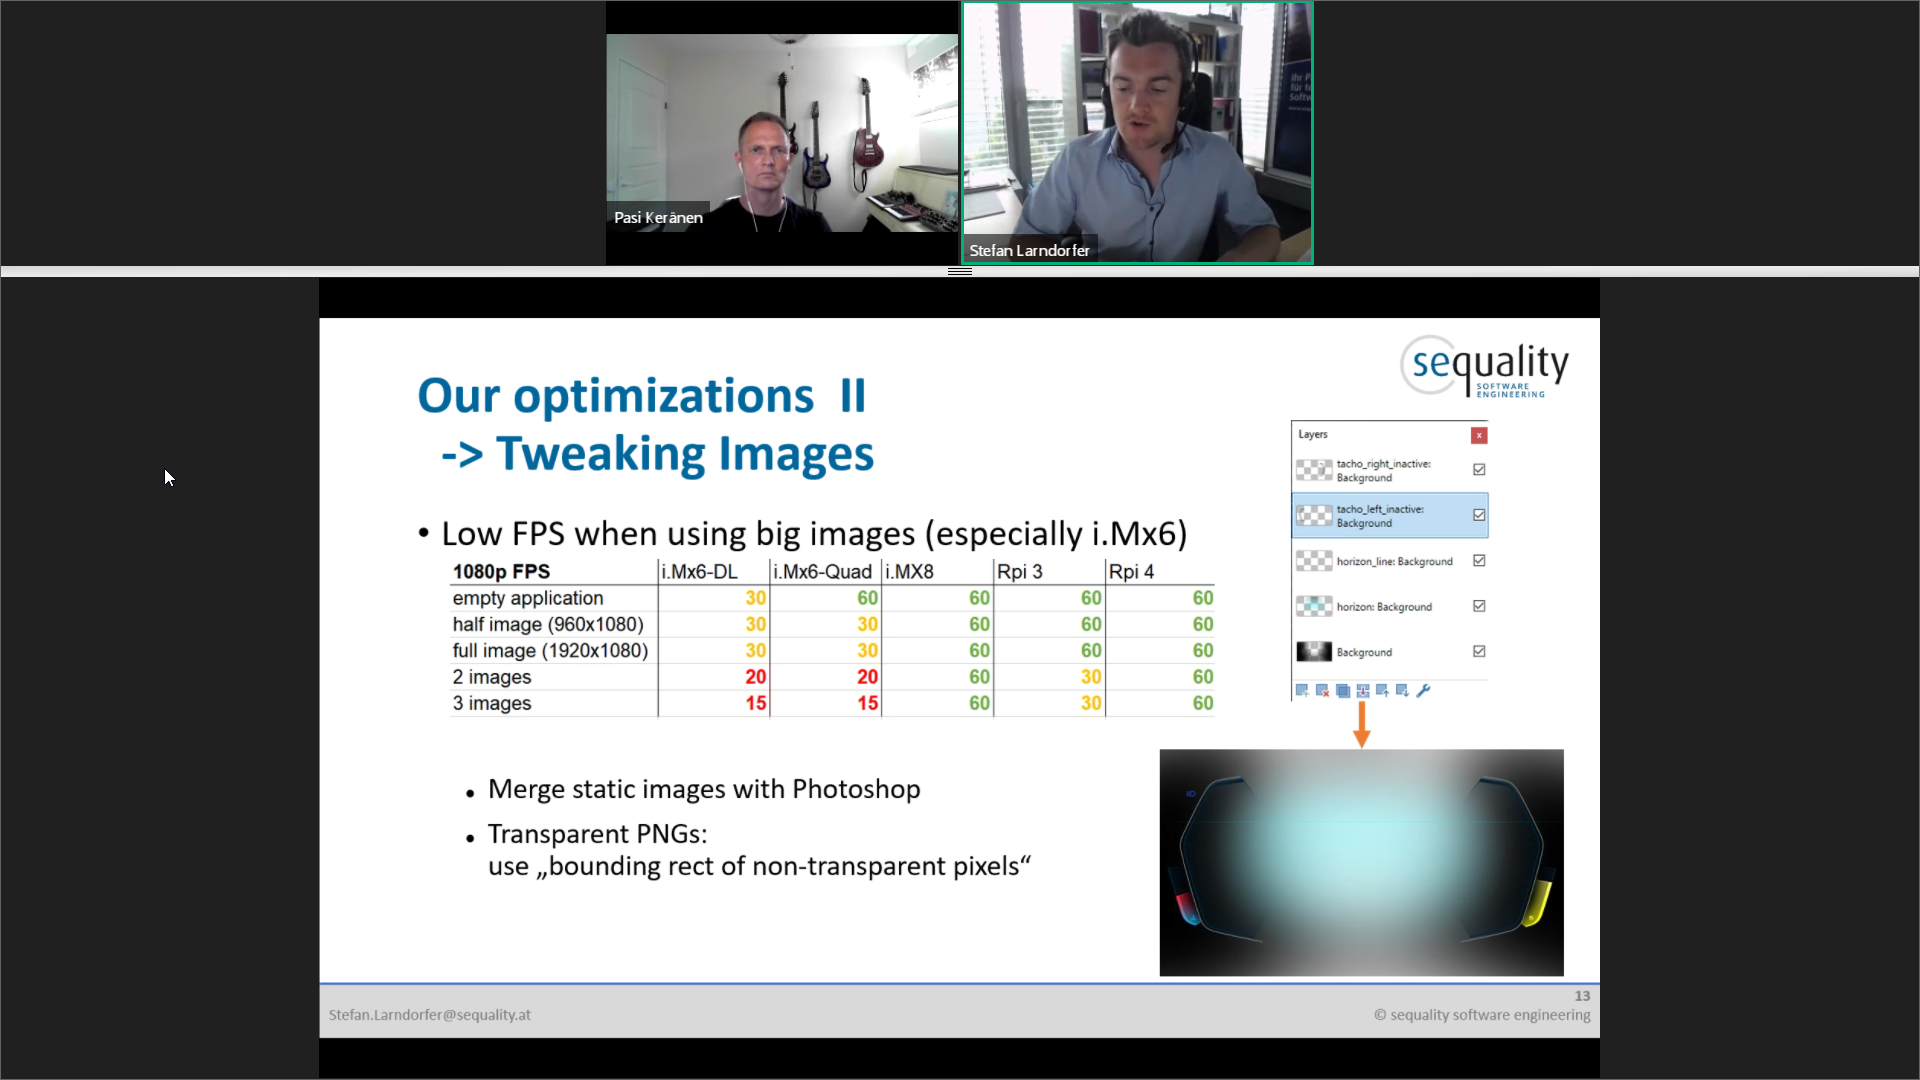 Ihr P
für t
Softw
Pasi Keränen
Stefan Larndorfer
sequality
SOFTWARE
ENGINEERING
Our optimizations II
-> Tweaking Images
• Low FPS when using big images (especially i.Mx6)
1080p FPS i.Mx6-DL i.Mx6-Quad i.MX8 Rpi 3 Rpi 4
empty application 30 60 60 60 60
half image (960x1080) 30 30 60 60 60
full image (1920x1080) 30 30 60 60 60
2 images 20 20 60 30 60
3 images 15 15 60 30 60
Layers
x
tacho_right_inactive:
Background
tacho_left_inactive:
Background
horizon_line: Background
horizon: Background
Background
• Merge static images with Photoshop
• Transparent PNGs:
use „bounding rect of non-transparent pixels“
13
Stefan.Larndorfer@sequality.at
© sequality software engineering